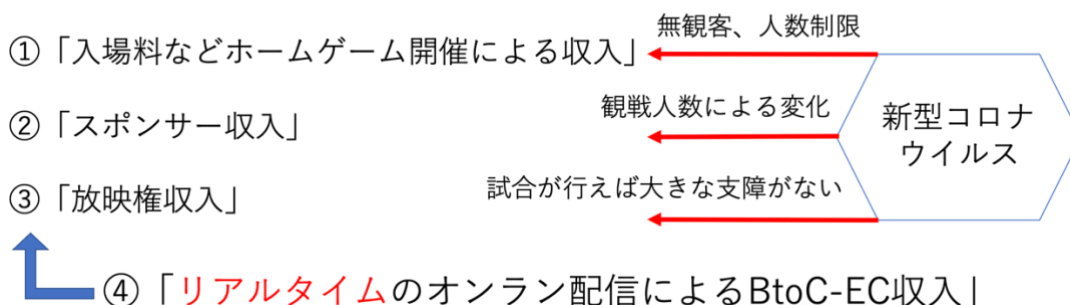 無観客、人数制限
①「入場料などホームゲーム開催による収入」
観戦人数による変化
②「スポンサー収入」
新型コロナ
ウイルス
試合が行えば大きな支障がない
③「放映権収入」
④「リアルタイムのオンラン配信によるBtoC-EC収入」